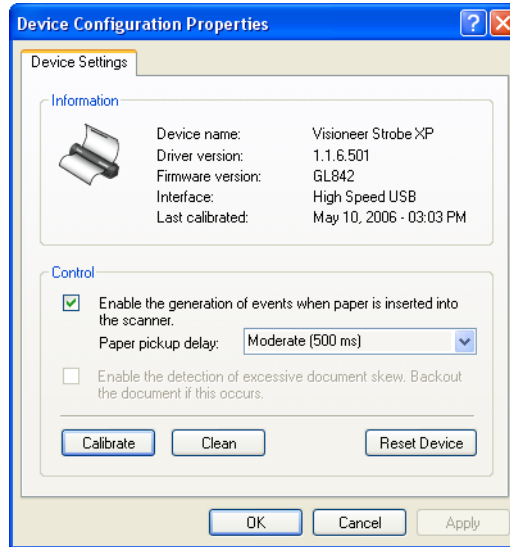 Device Configuration Properties
Device Settings
Information
Device name: Visioneer Strobe XP
Driver version: 1.1.6.501
Firmware version: GL842
Interface: High Speed USB
Last calibrated: May 10, 2006 - 03:03 PM
Control
Enable the generation of events when paper is inserted into
the scanner.
Paper pickup delay: Moderate (500 ms)
Enable the detection of excessive document skew. Backout
the document if this occurs.
Calibrate Clean Reset Device
OK Cancel Apply